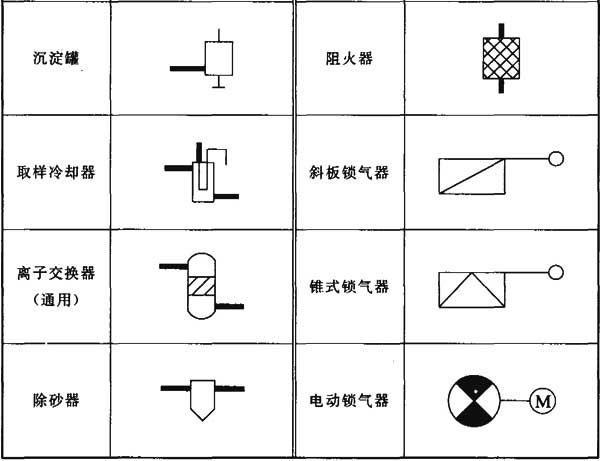 沉淀罐
阻火器
取样冷却器
斜板锁气器
离子交换器
（通用）
锥式锁气器
除砂器
电动锁气器
M